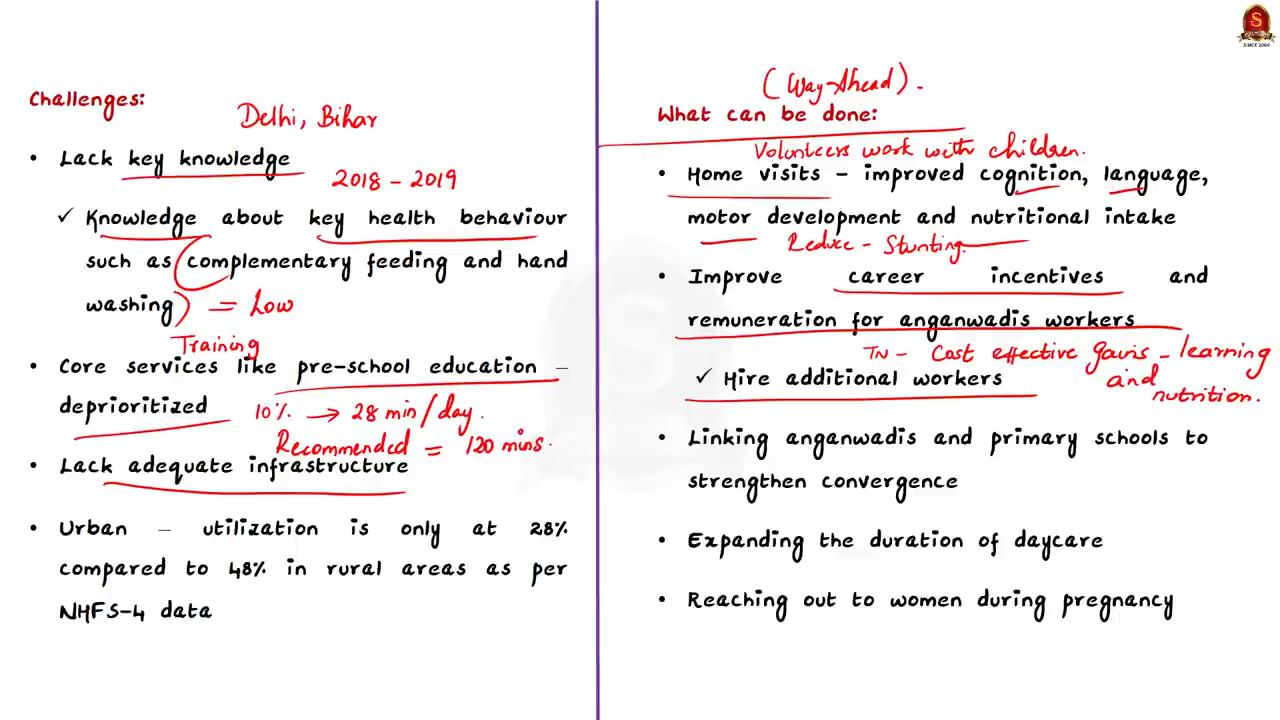 Challenges:
Delhi, Bihar
• Lack key knowledge
2018 - 2019
✓ Knowledge about key health behaviour
such as (complementary feeding and hand
washing) = Low
Training
• Core services like pre-school education –
deprioritized 10% → 28 min/day.
Recommended = 120 mins.
• Lack adequate infrastructure
• Urban – utilization is only at 28%
compared to 48% in rural areas as per
NHFS-4 data
(Way-Ahead).
What can be done:
Volunteers work with children.
• Home visits – improved cognition, language,
motor development and nutritional intake
Reduce - Stunting
• Improve career incentives and
remuneration for anganwadis workers
TN - Cost effective gains - learning
and
nutrition.
✓ Hire additional workers
• Linking anganwadis and primary schools to
strengthen convergence
• Expanding the duration of daycare
• Reaching out to women during pregnancy
S
SINCE 2004